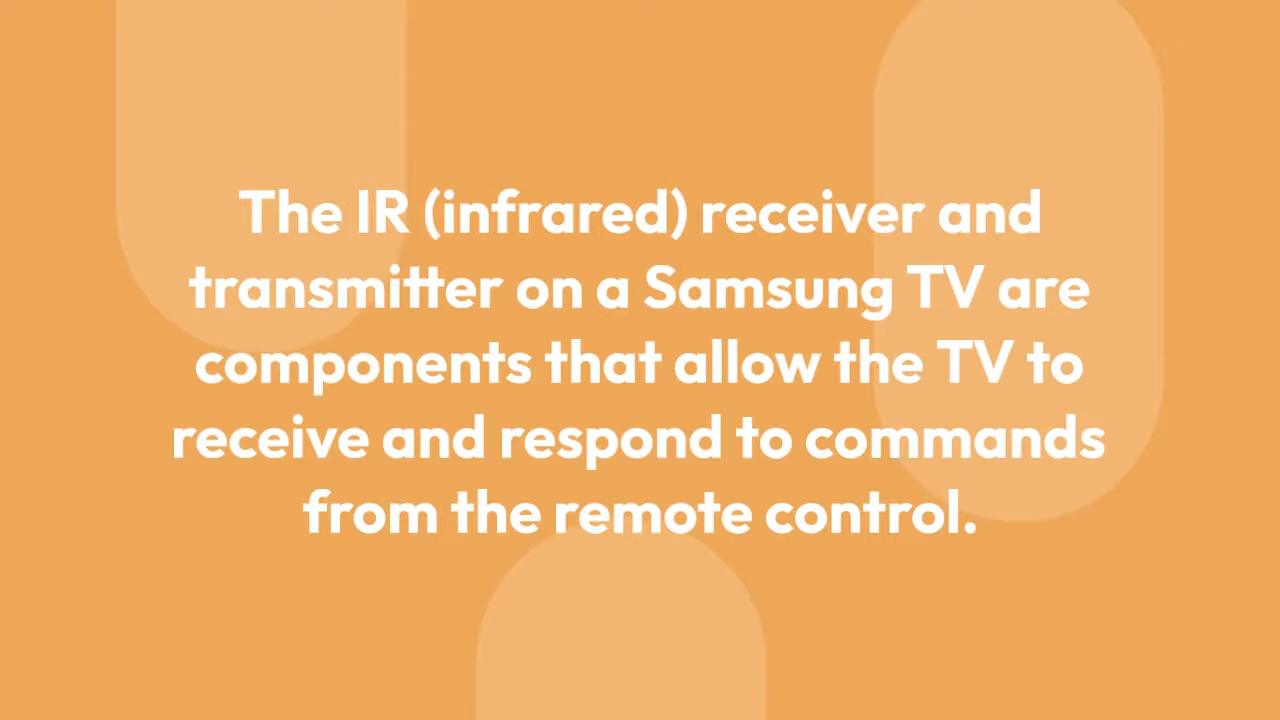 The IR (infrared) receiver and
transmitter on a Samsung TV are
components that allow the TV to
receive and respond to commands
from the remote control.